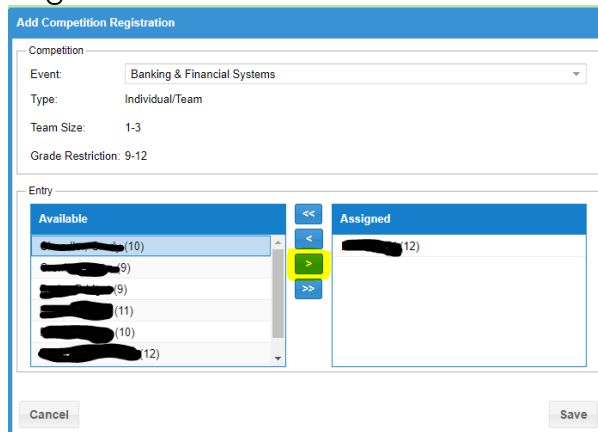 Add Competition Registration
Competition
Event: Banking & Financial Systems
Type: Individual/Team
Team Size: 1-3
Grade Restriction: 9-12
Entry
Available << Assigned
(10) < (12)
(9) >
(9) >>
(11)
(10)
(12)
Cancel Save